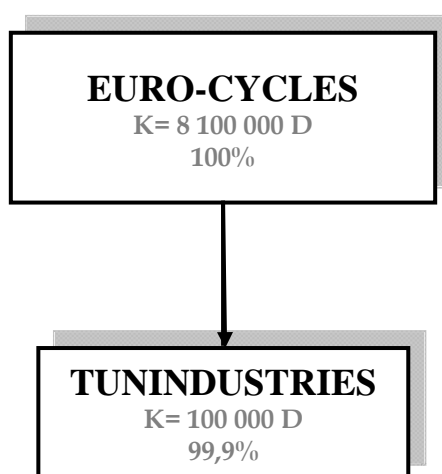 EURO-CYCLES
K= 8 100 000 D
100%
TUNINDUSTRIES
K= 100 000 D
99,9%